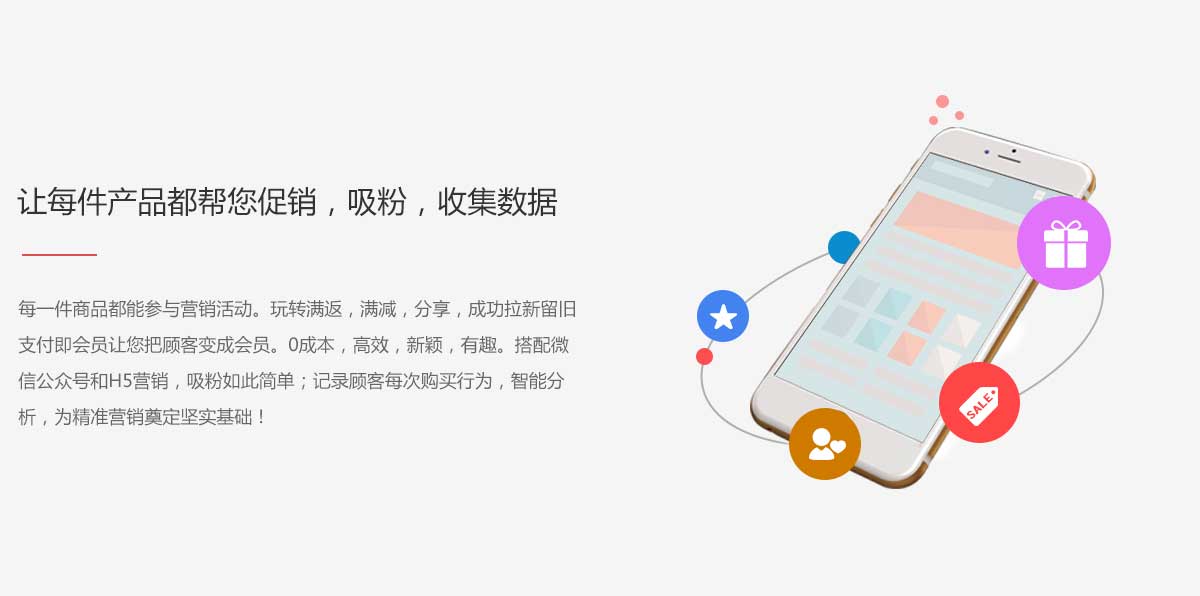 让每件产品都帮您促销，吸粉，收集数据
每一件商品都能参与营销活动。玩转满返，满减，分享，成功拉新留旧
支付即会员让您把顾客变成会员。0成本，高效，新颖，有趣。搭配微
信公众号和H5营销，吸粉如此简单；记录顾客每次购买行为，智能分
析，为精准营销奠定坚实基础！
SALE